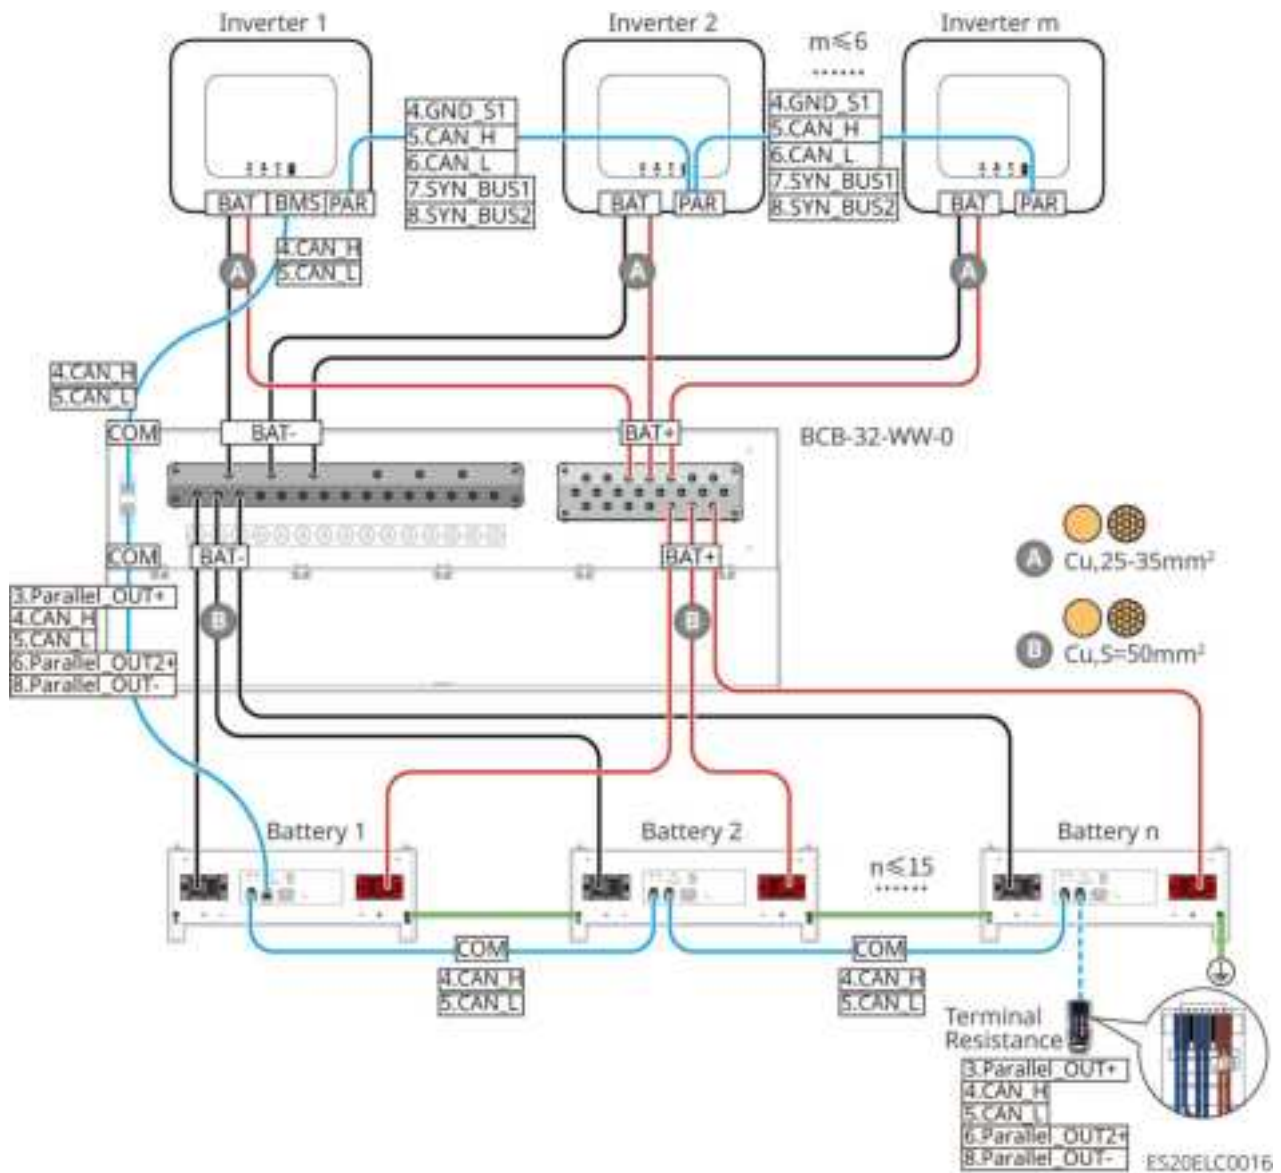 Inverter 1
Inverter 2
Inverter m
m≤6
......
4.GND_S1
5.CAN_H
6.CAN_L
7.SYN_BUS1
8.SYN_BUS2
4.GND_S1
5.CAN_H
6.CAN_L
7.SYN_BUS1
8.SYN_BUS2
BAT
BMS
PAR
BAT
PAR
BAT
PAR
4.CAN_H
5.CAN_L
A
A
A
4.CAN_H
5.CAN_L
COM
BAT-
BAT+
BCB-32-WW-0
COM
BAT-
BAT+
A
Cu,25-35mm²
3.Parallel_OUT+
4.CAN_H
5.CAN_L
6.Parallel_OUT2+
8.Parallel_OUT-
B
B
B
Cu,S=50mm²
Battery 1
Battery 2
Battery n
n≤15
......
COM
4.CAN_H
5.CAN_L
COM
4.CAN_H
5.CAN_L
Terminal
Resistance
3.Parallel_OUT+
4.CAN_H
5.CAN_L
6.Parallel_OUT2+
8.Parallel_OUT-